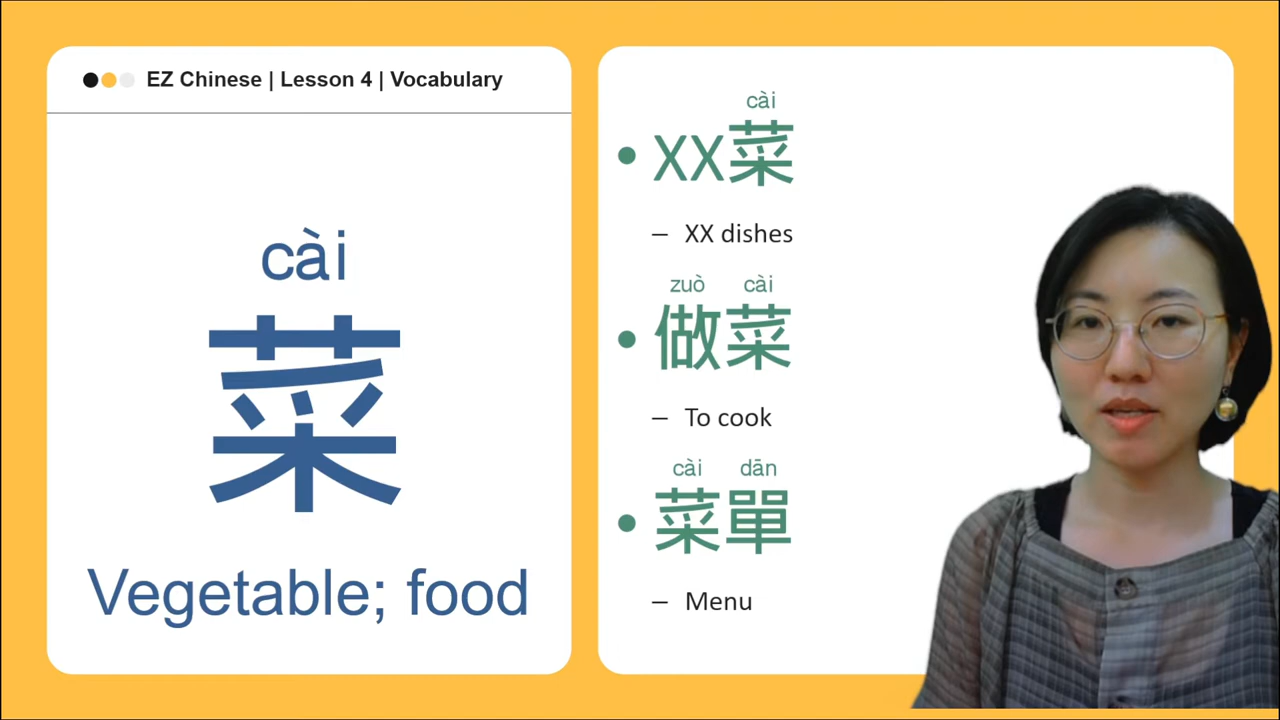 EZ Chinese | Lesson 4 | Vocabulary
cài
菜
Vegetable; food
cài
• XX菜
– XX dishes
zuò cài
• 做菜
– To cook
cài dān
• 菜單
– Menu